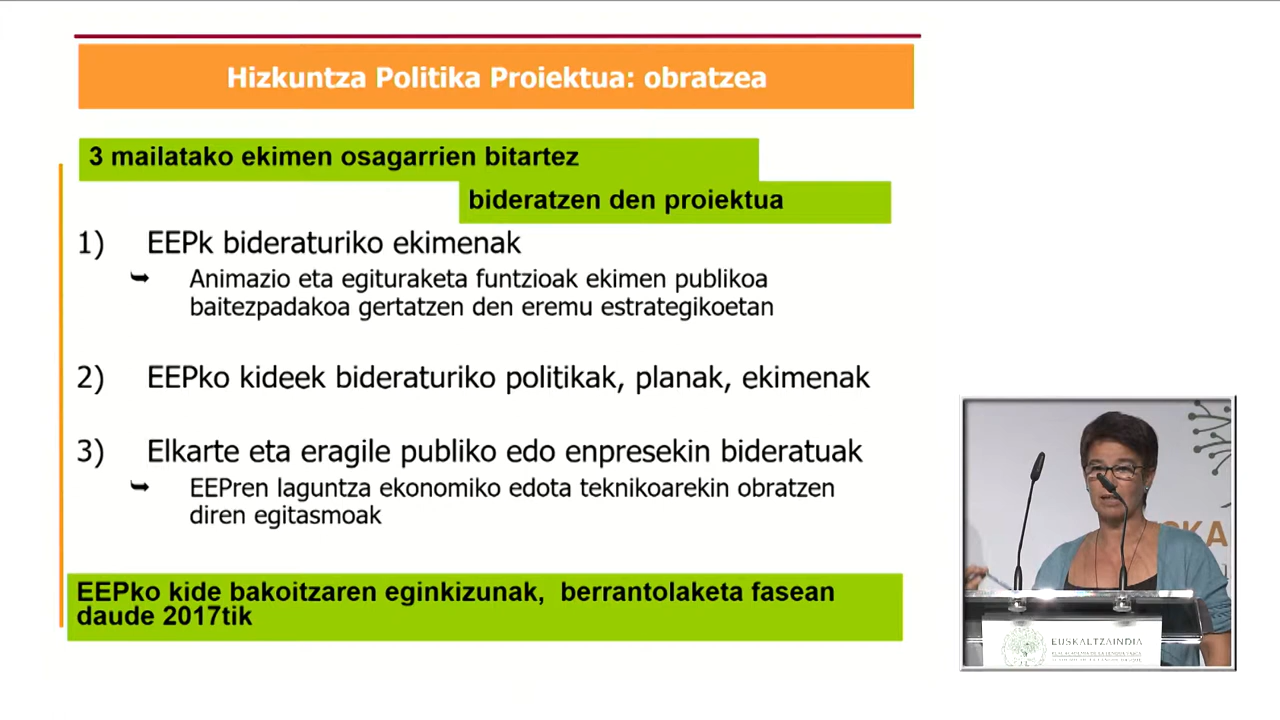 Hizkuntza Politika Proiektua: obratzea
3 mailatako ekimen osagarrien bitartez
bideratzen den proiektua
1) EEPk bideraturiko ekimenak
Animazio eta egituraketa funtzioak ekimen publikoa
baitezpadakoa gertatzen den eremu estrategikoetan
2) EEPko kideek bideraturiko politikak, planak, ekimenak
3) Elkarte eta eragile publiko edo enpresekin bideratuak
EEPren laguntza ekonomiko edota teknikoarekin obratzen
diren egitasmoak
EEPko kide bakoitzaren eginkizunak, berrantolaketa fasean
daude 2017tik
EUSKALTZAINDIA